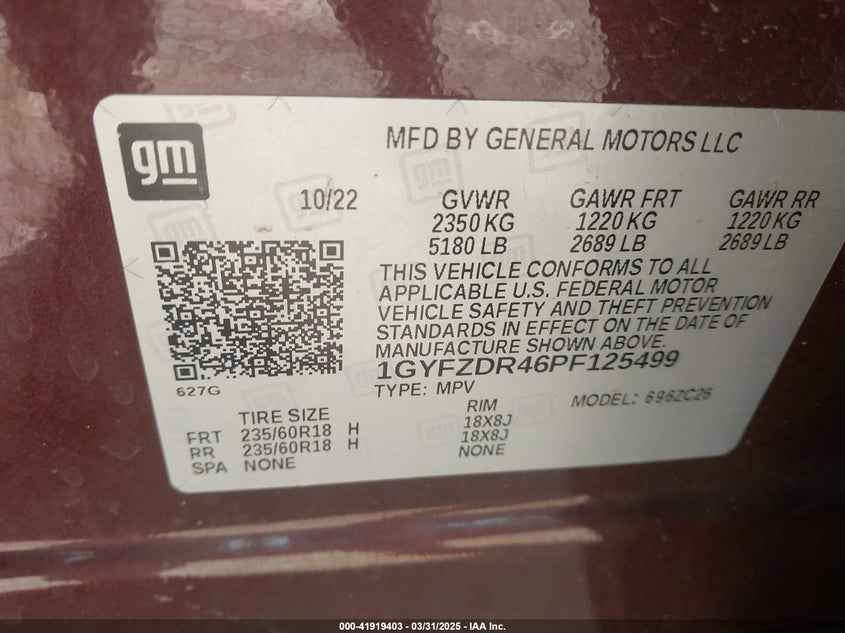 gm
MFD BY GENERAL MOTORS LLC
10/22 GVWR GAWR FRT GAWR RR
2350 KG 1220 KG 1220 KG
5180 LB 2689 LB 2689 LB
THIS VEHICLE CONFORMS TO ALL
APPLICABLE U.S. FEDERAL MOTOR
VEHICLE SAFETY AND THEFT PREVENTION
STANDARDS IN EFFECT ON THE DATE OF
MANUFACTURE SHOWN ABOVE.
1GYFZDR46PF125499
627G
TYPE: MPV MODEL: 696ZC26
TIRE SIZE RIM
FRT 235/60R18 H 18X8J
RR 235/60R18 H 18X8J
SPA NONE NONE
000-41919403 - 03/31/2025 - IAA Inc.